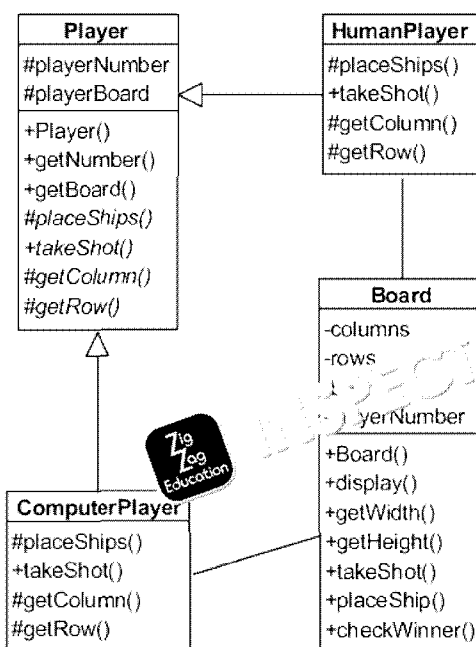 Player
#playerNumber
#playerBoard
+Player()
+getNumber()
+getBoard()
#placeShips()
+takeShot()
#getColumn()
#getRow()
HumanPlayer
#placeShips()
+takeShot()
#getColumn()
#getRow()
Board
-columns
-rows
+Board()
+display()
+getWidth()
+getHeight()
+takeShot()
+placeShip()
+checkWinner()
Zig
Zag
Education
ComputerPlayer
#placeShips()
+takeShot()
#getColumn()
#getRow()